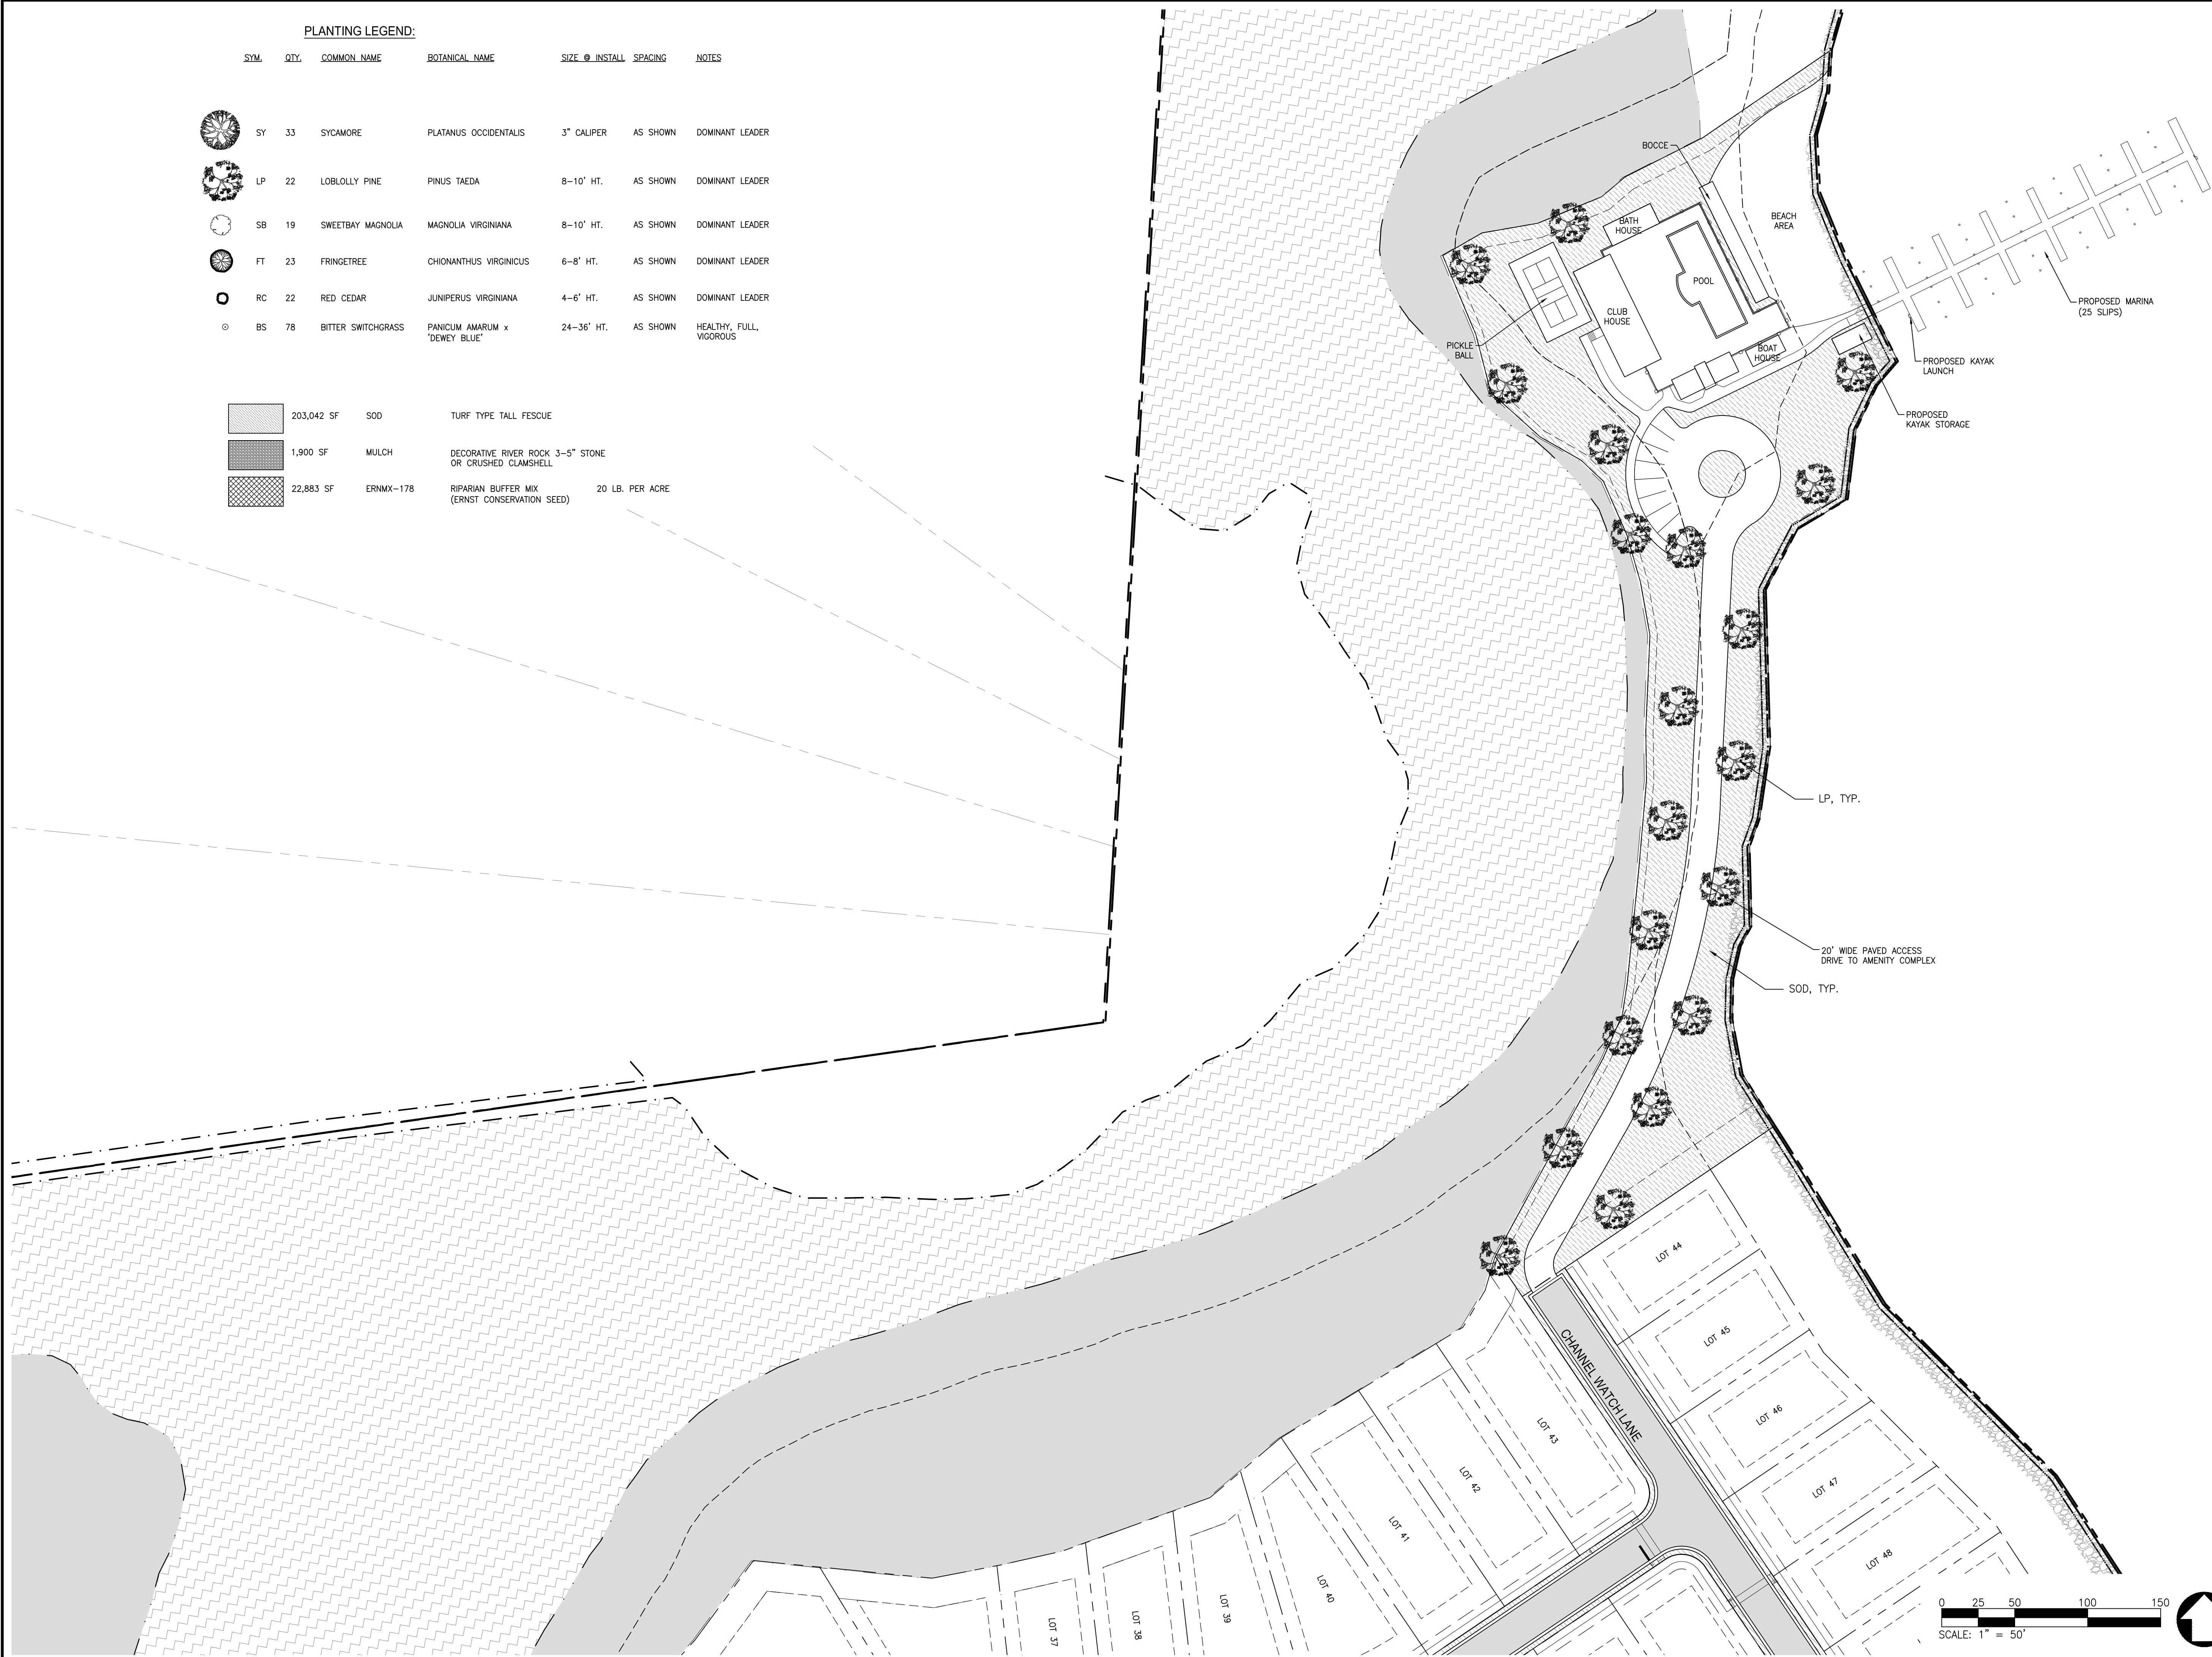 PLANTING LEGEND:
SYM. QTY. COMMON NAME BOTANICAL NAME SIZE @ INSTALL SPACING NOTES
SY 33 SYCAMORE PLATANUS OCCIDENTALIS 3" CALIPER AS SHOWN DOMINANT LEADER
LP 22 LOBLOLLY PINE PINUS TAEDA 8-10' HT. AS SHOWN DOMINANT LEADER
SB 19 SWEETBAY MAGNOLIA MAGNOLIA VIRGINIANA 8-10' HT. AS SHOWN DOMINANT LEADER
FT 23 FRINGETREE CHIONANTHUS VIRGINICUS 6-8' HT. AS SHOWN DOMINANT LEADER
RC 22 RED CEDAR JUNIPERUS VIRGINIANA 4-6' HT. AS SHOWN DOMINANT LEADER
BS 78 BITTER SWITCHGRASS PANICUM AMARUM x 24-36' HT. AS SHOWN HEALTHY, FULL,
'DEWEY BLUE' VIGOROUS
203,042 SF SOD TURF TYPE TALL FESCUE
1,900 SF MULCH DECORATIVE RIVER ROCK 3-5" STONE
OR CRUSHED CLAMSHELL
22,883 SF ERNMX-178 RIPARIAN BUFFER MIX 20 LB. PER ACRE
(ERNST CONSERVATION SEED)
BOCCE
BATH
HOUSE
BEACH
AREA
POOL
CLUB
HOUSE
PICKLE
BALL
BOAT
HOUSE
PROPOSED MARINA
(25 SLIPS)
PROPOSED KAYAK
LAUNCH
PROPOSED
KAYAK STORAGE
LP, TYP.
20' WIDE PAVED ACCESS
DRIVE TO AMENITY COMPLEX
SOD, TYP.
LOT 44
LOT 45
CHANNEL WATCH LANE
LOT 46
LOT 43
LOT 47
LOT 42
LOT 41
LOT 48
LOT 40
LOT 39
LOT 38
LOT 37
0 25 50 100 150
SCALE: 1" = 50'